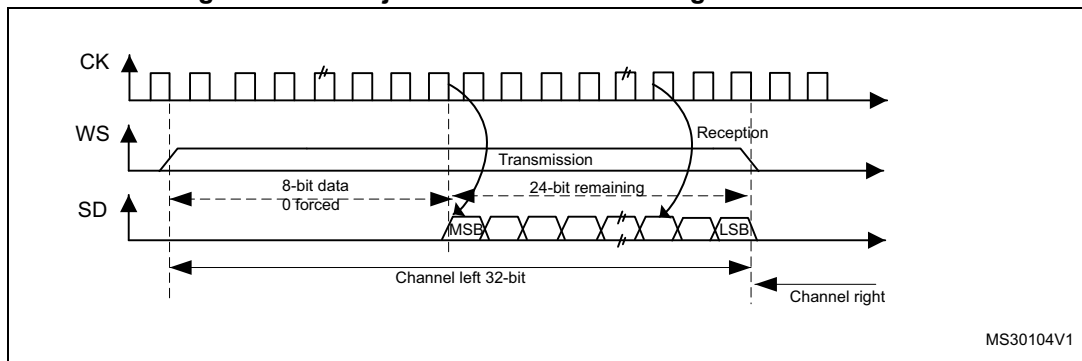 CK
WS
Reception
Transmission
8-bit data
0 forced
24-bit remaining
SD
MSB
LSB
Channel left 32-bit
Channel right
MS30104V1